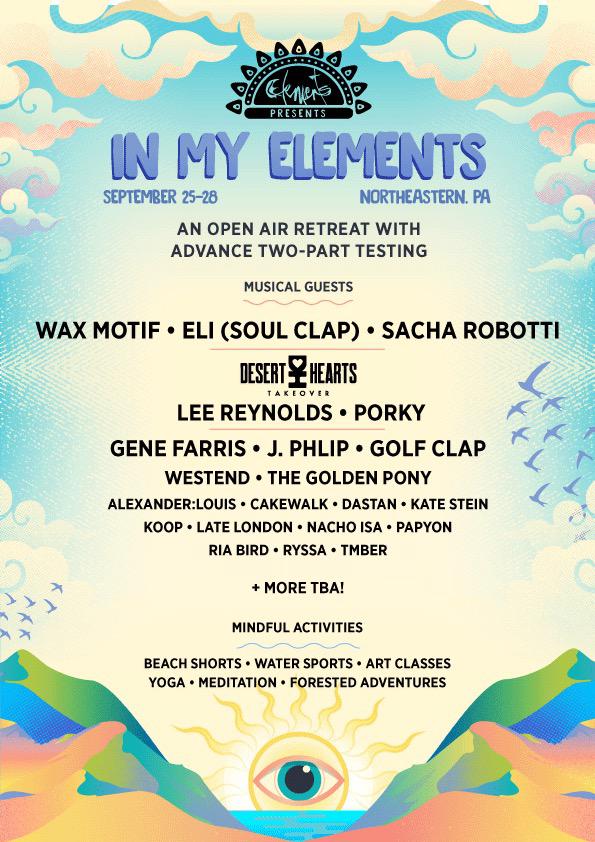 Elements
PRESENTS
IN MY ELEMENTS
SEPTEMBER 25-28 NORTHEASTERN, PA
AN OPEN AIR RETREAT WITH
ADVANCE TWO-PART TESTING
MUSICAL GUESTS
WAX MOTIF • ELI (SOUL CLAP) • SACHA ROBOTTI
DESERT HEARTS
TAKEOVER
LEE REYNOLDS • PORKY
GENE FARRIS • J. PHLIP • GOLF CLAP
WESTEND • THE GOLDEN PONY
ALEXANDER:LOUIS • CAKEWALK • DASTAN • KATE STEIN
KOOP • LATE LONDON • NACHO ISA • PAPYON
RIA BIRD • RYSSA • TMBER
+ MORE TBA!
MINDFUL ACTIVITIES
BEACH SHORTS • WATER SPORTS • ART CLASSES
YOGA • MEDITATION • FORESTED ADVENTURES